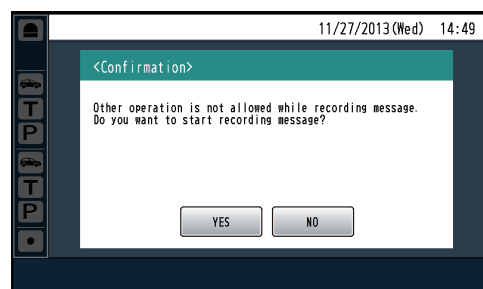 11/27/2013(Wed) 14:49
<Confirmation>
Other operation is not allowed while recording message.
Do you want to start recording message?
T
P
T
P
YES NO